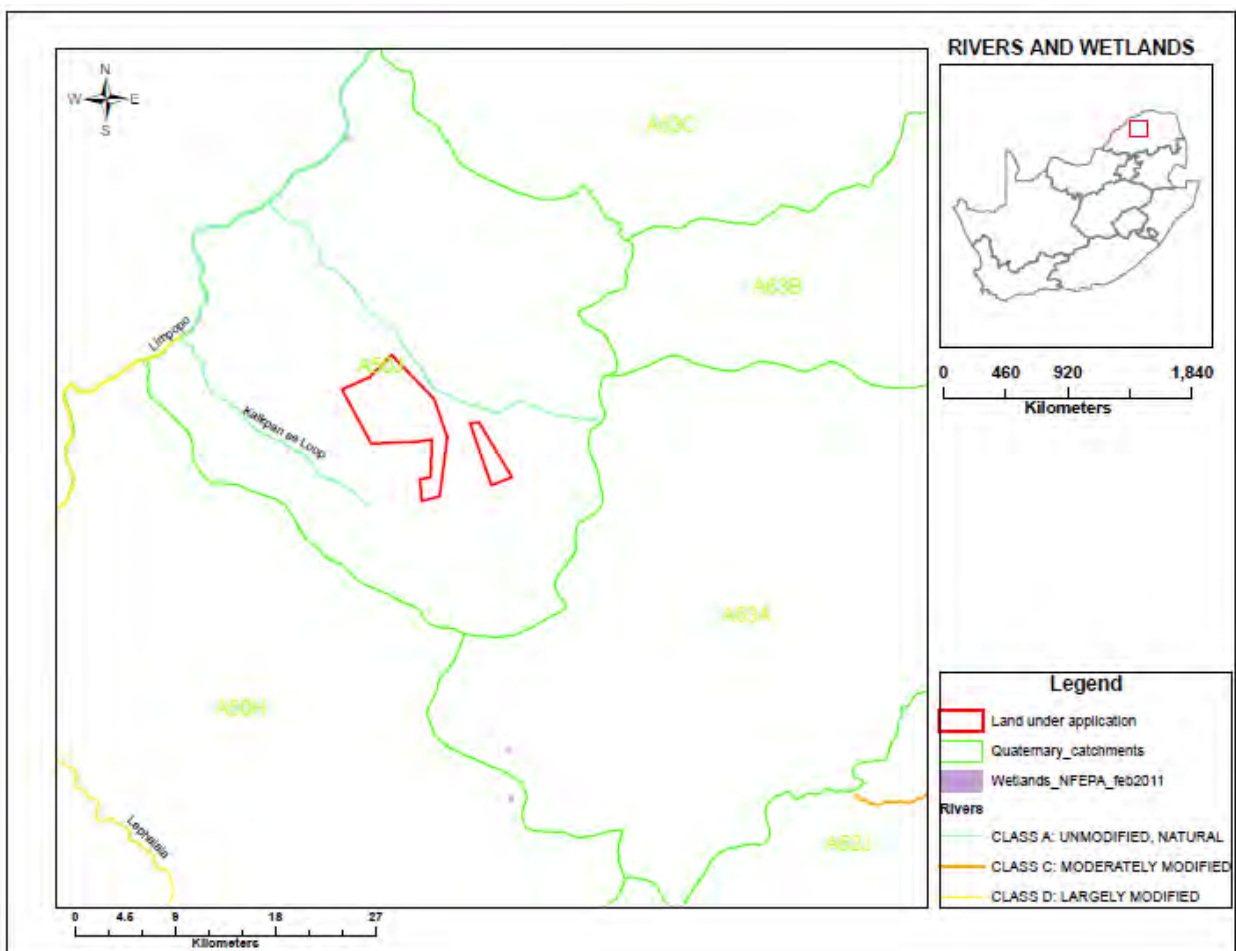 RIVERS AND WETLANDS
N
W E
S
A63C
A63B
Limpopo
A50J
Kalkpan se Loop
0 460 920 1,840
Kilometers
A63A
A50H
Lephalala
A62J
Legend
Land under application
Quaternary_catchments
Wetlands_NFEPA_feb2011
Rivers
CLASS A: UNMODIFIED, NATURAL
CLASS C: MODERATELY MODIFIED
CLASS D: LARGELY MODIFIED
0 4.5 9 18 27
Kilometers